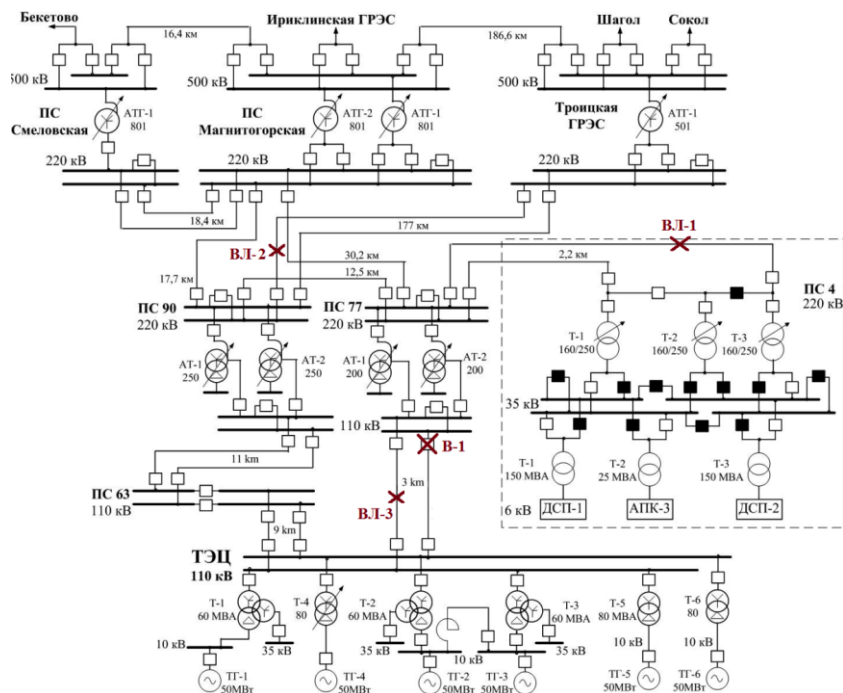 Бекетово
16,4 км
Ириклинская ГРЭС
186,6 км
Шагол
Сокол
500 кВ
500 кВ
500 кВ
ПС
Смеловская
АТГ-1
801
ПС
Магнитогорская
АТГ-2
801
АТГ-1
801
Троицкая
ГРЭС
АТГ-1
501
220 кВ
220 кВ
220 кВ
18,4 км
177 км
ВЛ-1
ВЛ-2
30,2 км
2,2 км
17,7 км
12,5 км
ПС 90
220 кВ
ПС 77
220 кВ
ПС 4
220 кВ
Т-1
160/250
Т-2
160/250
Т-3
160/250
АТ-1
250
АТ-2
250
АТ-1
200
АТ-2
200
35 кВ
110 кВ
В-1
11 km
3 km
Т-1
150 МВА
Т-2
25 МВА
Т-3
150 МВА
ПС 63
110 кВ
ВЛ-3
6 кВ
ДСП-1
АПК-3
ДСП-2
9 km
ТЭЦ
110 кВ
Т-1
60 МВА
Т-4
80
Т-2
60 МВА
Т-3
60 МВА
Т-5
80 МВА
Т-6
80
10 кВ
35 кВ
35 кВ
10 кВ
35 кВ
10 кВ
10 кВ
ТГ-1
50МВт
ТГ-4
50МВт
ТГ-2
50МВт
ТГ-3
50МВт
ТГ-5
50МВт
ТГ-6
50МВт